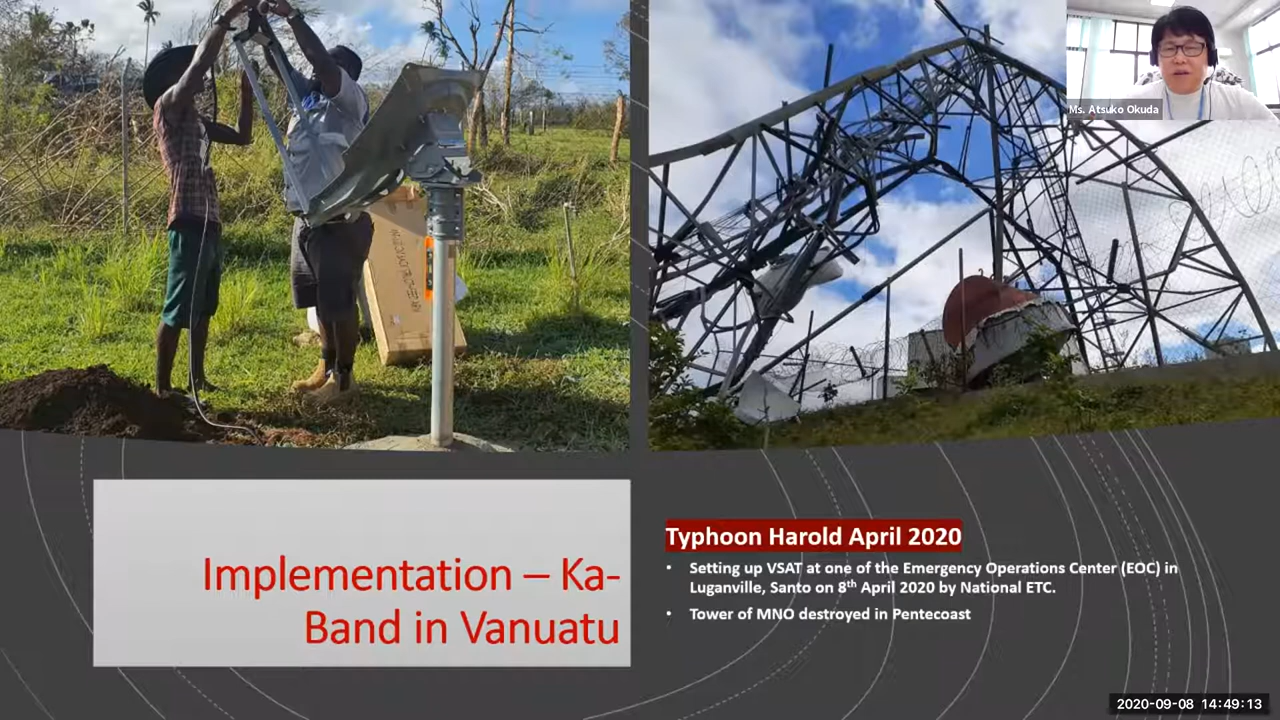 Ms. Atsuko Okuda
Implementation – Ka-
Band in Vanuatu
Typhoon Harold April 2020
• Setting up VSAT at one of the Emergency Operations Center (EOC) in
Luganville, Santo on 8th April 2020 by National ETC.
• Tower of MNO destroyed in Pentecoast
2020-09-08 14:49:13